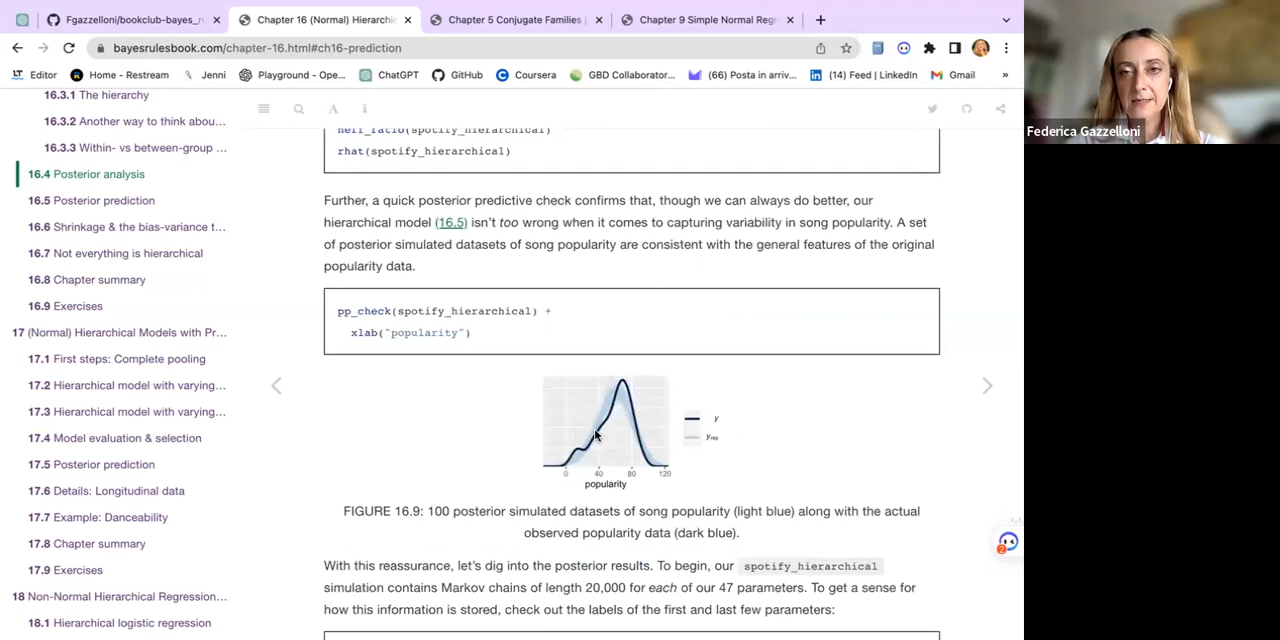 Fgazzelloni/bookclub-bayes_ru
Chapter 16 (Normal) Hierarchic
Chapter 5 Conjugate Families
Chapter 9 Simple Normal Regr
bayesrulesbook.com/chapter-16.html#ch16-prediction
Editor
Home - Restream
Jenni
Playground - Ope...
ChatGPT
GitHub
Coursera
GBD Collaborator...
(66) Posta in arriv...
(14) Feed | LinkedIn
Gmail
»
Federica Gazzelloni
16.3.1 The hierarchy
16.3.2 Another way to think abou...
16.3.3 Within- vs between-group ...
16.4 Posterior analysis
16.5 Posterior prediction
16.6 Shrinkage & the bias-variance t...
16.7 Not everything is hierarchical
16.8 Chapter summary
16.9 Exercises
17 (Normal) Hierarchical Models with Pr...
17.1 First steps: Complete pooling
17.2 Hierarchical model with varying...
17.3 Hierarchical model with varying...
17.4 Model evaluation & selection
17.5 Posterior prediction
17.6 Details: Longitudinal data
17.7 Example: Danceability
17.8 Chapter summary
17.9 Exercises
18 Non-Normal Hierarchical Regression...
18.1 Hierarchical logistic regression
neff_ratio(spotify_hierarchical)
rhat(spotify_hierarchical)
Further, a quick posterior predictive check confirms that, though we can always do better, our
hierarchical model (16.5) isn't too wrong when it comes to capturing variability in song popularity. A set
of posterior simulated datasets of song popularity are consistent with the general features of the original
popularity data.
pp_check(spotify_hierarchical) +
xlab("popularity")
y
yrep
0 40 80 120
popularity
FIGURE 16.9: 100 posterior simulated datasets of song popularity (light blue) along with the actual
observed popularity data (dark blue).
With this reassurance, let's dig into the posterior results. To begin, our spotify_hierarchical
simulation contains Markov chains of length 20,000 for each of our 47 parameters. To get a sense for
how this information is stored, check out the labels of the first and last few parameters:
2